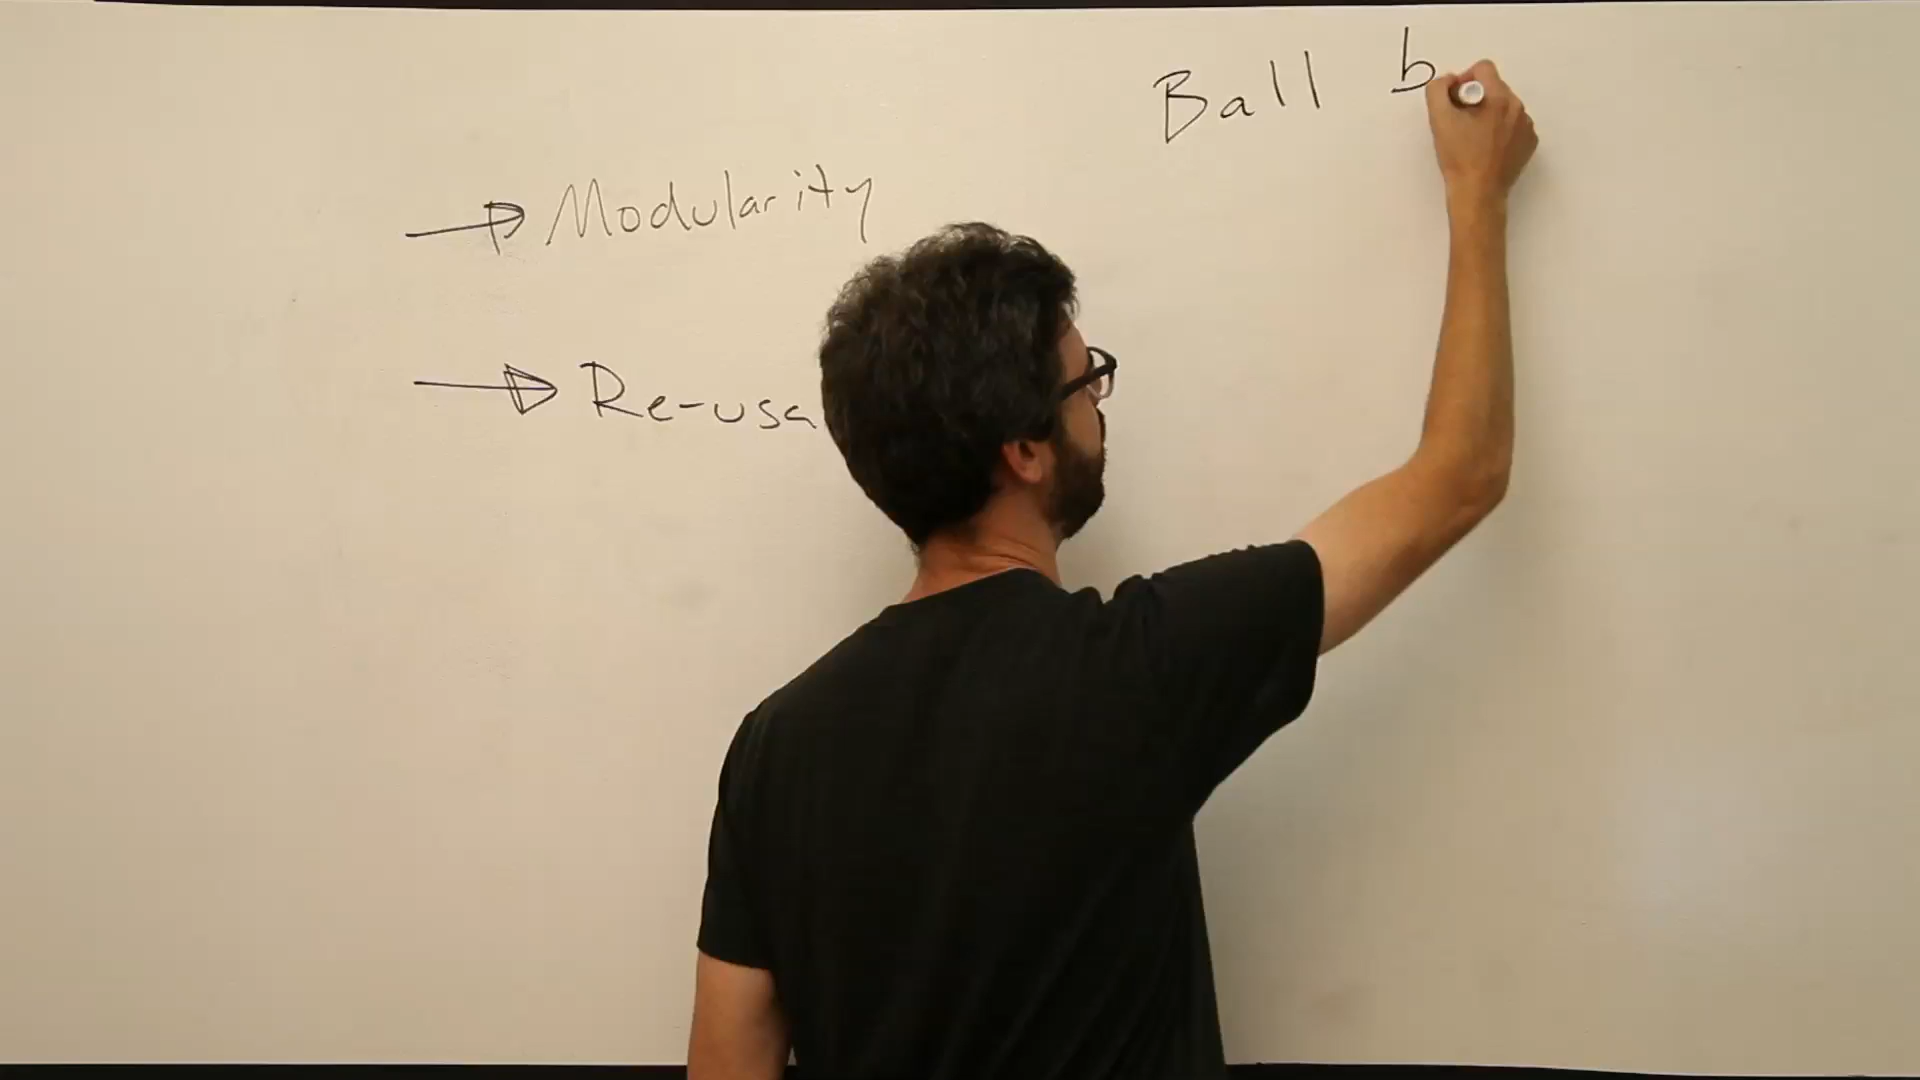 Ball b
→ Modularity
→ Re-usa